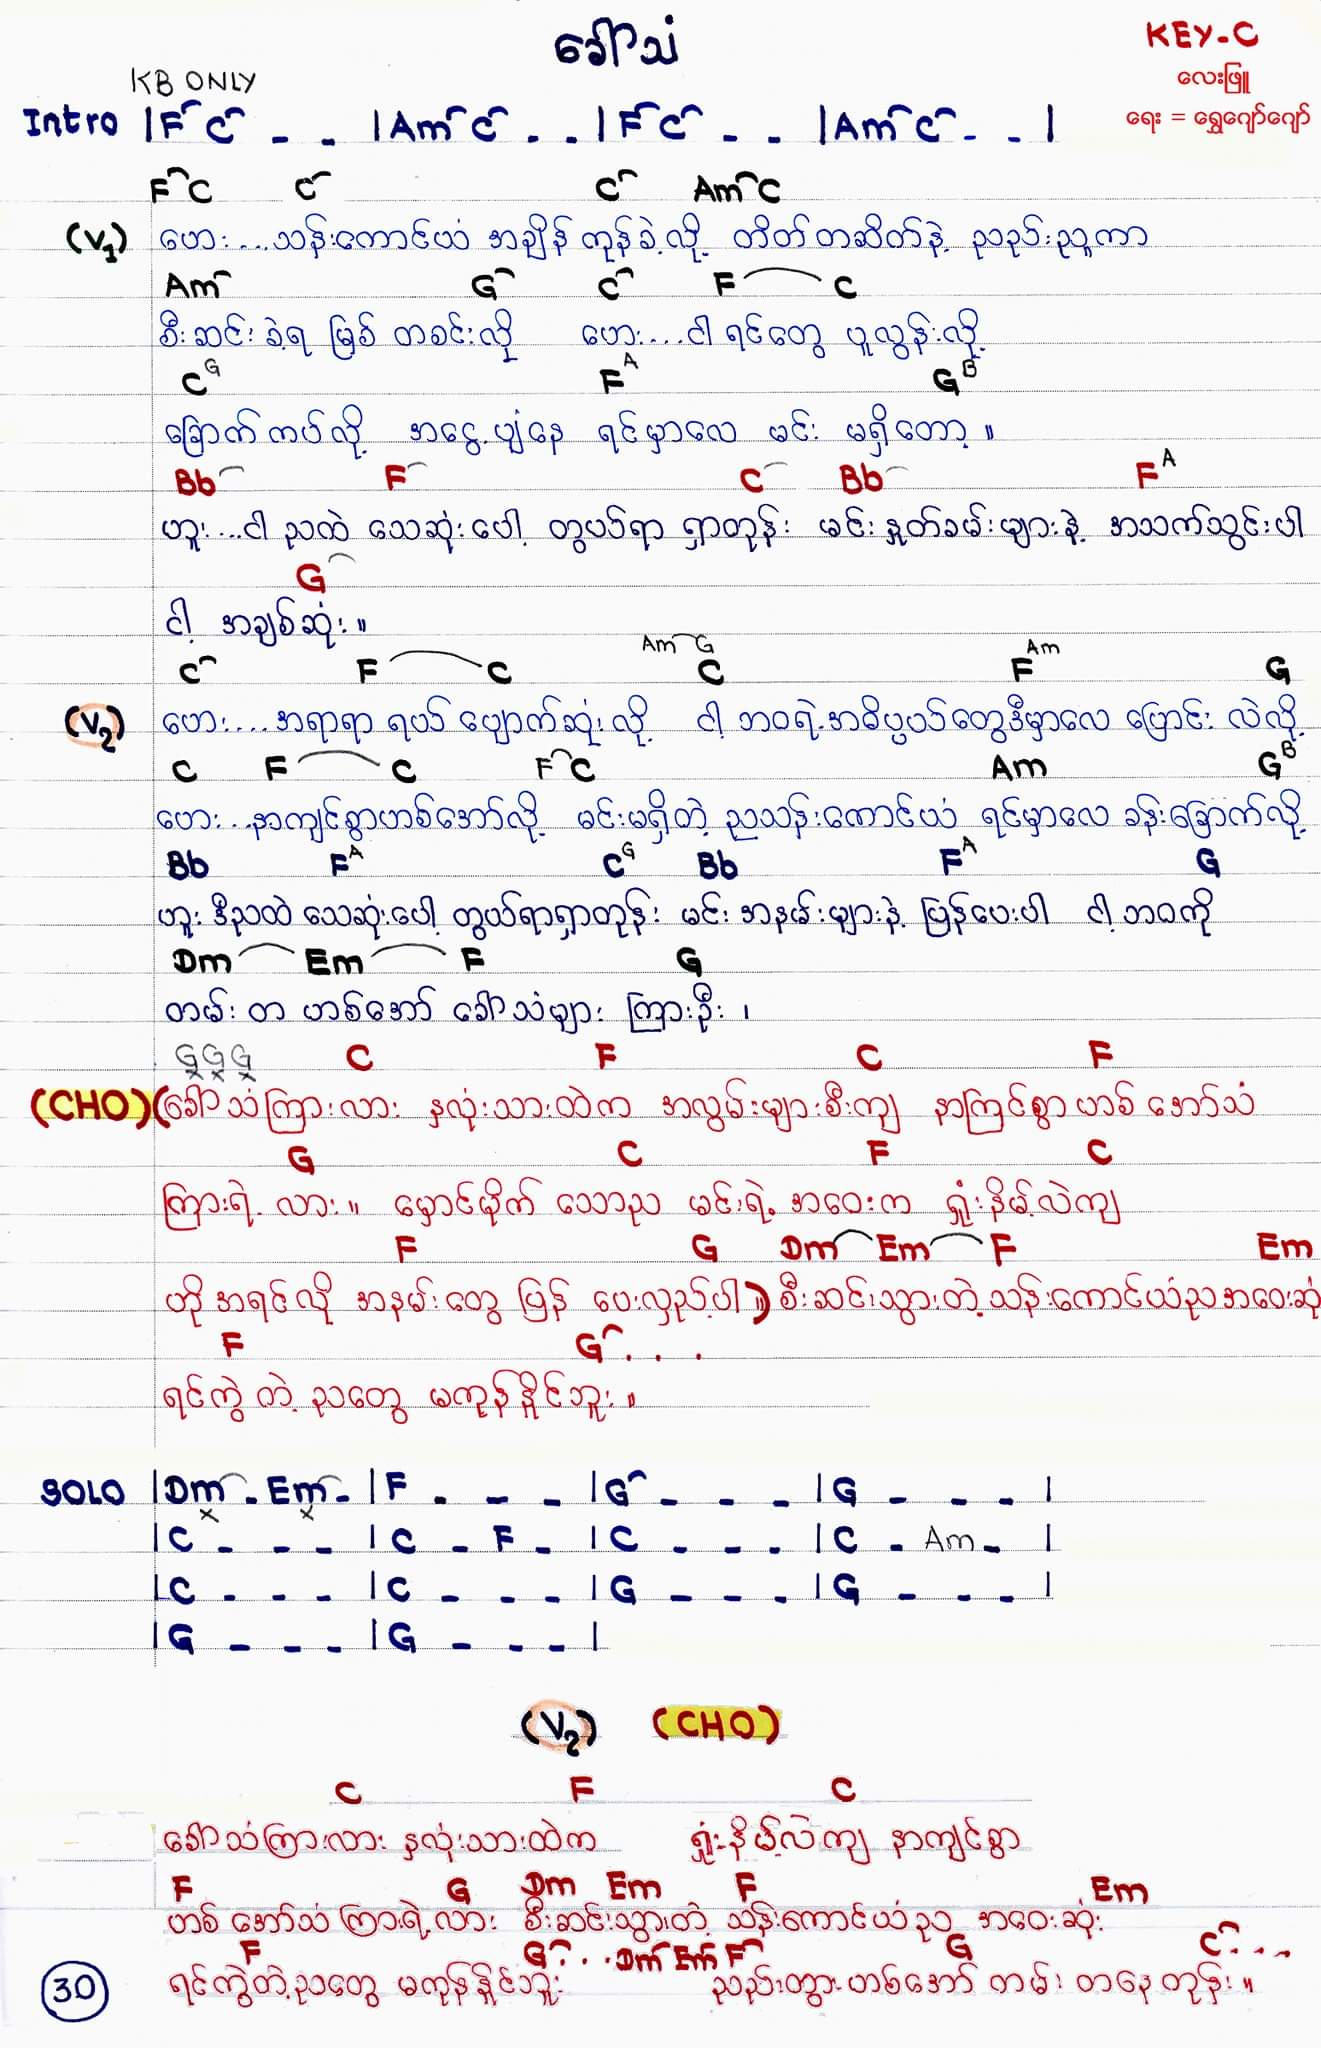 ခေါ်သံ
KEY-C
လေးဖြူ
ရေး = ရွှေဂျော်ဂျော်
KB ONLY
Intro |F C - - |Am C - - |F C - - |Am C - - |
F C C C Am C
(V1) ဟေး....သန်းကောင်ယံ အချိန် ကုန်ခဲ့လို့ တိတ်တဆိတ်နဲ့ ညဉ့်ဦးညူကာ
Am G C F C
စီးဆင်းခဲ့ရ မြစ် တစင်းလို ဟေး....ငါ ရင်တွေ ပူလွန်းလို့
C G F A G B
ခြောက်ကပ်လို့ အငွေ့ပျံနေ ရင်မှာလေ မင်း မရှိတော့ ။
Bb F C Bb F A
ဟူး...ငါ ညကဲ သေဆုံးပေါ့ တွယ်ရာ ရှာတုန်း မင်းနှုတ်ခမ်းများနဲ့ အသက်သွင်းပါ
G
ငါ့ အချစ်ဆုံး ။
Am G Am
C F C C F G
(V2) ဟေး....အရာရာ ရယ် ပျောက်ဆုံးလို့ ငါ့ ဘဝရဲ့အဓိပ္ပယ်တွေဒီမှာလေ ပြောင်း လဲလို့
C F C F C Am G B
ဟေး...နာကျင်စွာဟစ်အော်လို့ မင်းမရှိတဲ့ ညသန်းကောင်ယံ ရင်မှာလေ ခန်းခြောက်လို့
Bb F A C G Bb F A G
ဟူး ဒီညထဲ သေဆုံးပေါ့ တွယ်ရာရှာတုန်း မင်း အနမ်းများနဲ့ ပြန်ပေးပါ ငါ့ ဘဝကို
Dm Em F G
တမ်း တ ဟစ်အော် ခေါ်သံများ ကြားဦး ၊
G G G C F C F
(CHO) (ခေါ်သံကြားလား နှလုံးသားထဲက အလွမ်းများစီးကျ နာကြင်စွာ ဟစ် အော်သံ
G C F C
ကြားရဲ့ လား ။ မှောင်မိုက် သောည မင်းရဲ့ အဝေးက ရှုံးနိမ့်လဲကျ
F G Dm Em F Em
ဟို အရင်လို အနမ်းတွေ ပြန် ပေးလှည့်ပါ ။) စီးဆင်းသွားတဲ့ သန်းကောင်ယံညအဝေးဆုံး
F G . . .
ရင်ကွဲ တဲ့ ညတွေ မကုန်နိုင်ဘူး ။
SOLO |Dm - Em - |F - - - |G - - - |G - - - |
x x
|C - - - |C - F - |C - - - |C - Am - |
|C - - - |C - - - |G - - - |G - - - |
|G - - - |G - - - |
(V2) (CHO)
C F C
ခေါ်သံကြားလား နှလုံးသားထဲက ရှုံးနိမ့်လဲကျ နာကျင်စွာ
F G Dm Em F Em
ဟစ် အော်သံ ကြားရဲ့လား စီးဆင်းသွားတဲ့ သန်းကောင်ယံည အဝေးဆုံး
F G . . . Dm Em F G C . . .
ရင်ကွဲတဲ့ညတွေ မကုန်နိုင်ဘူး ဟစ်အော် တမ်း တနေတုန်း ။
30